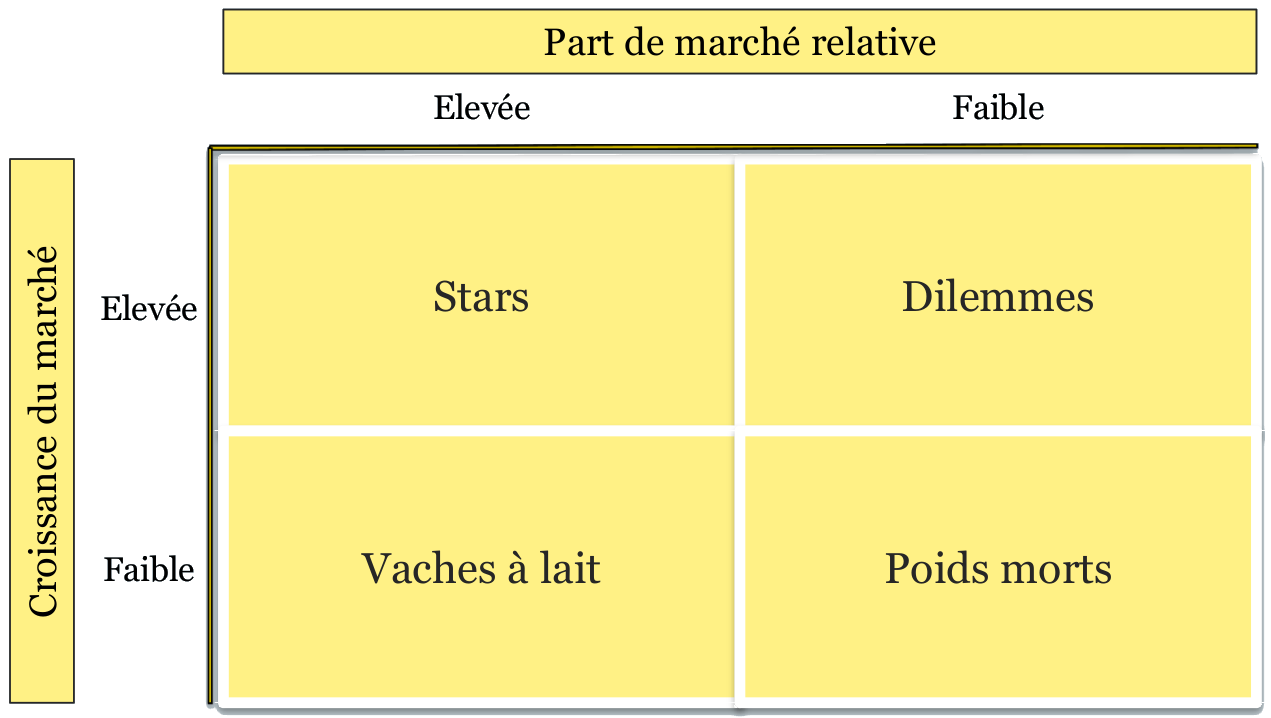 Part de marché relative
Elevée
Faible
Croissance du marché
Elevée
Stars
Dilemmes
Faible
Vaches à lait
Poids morts